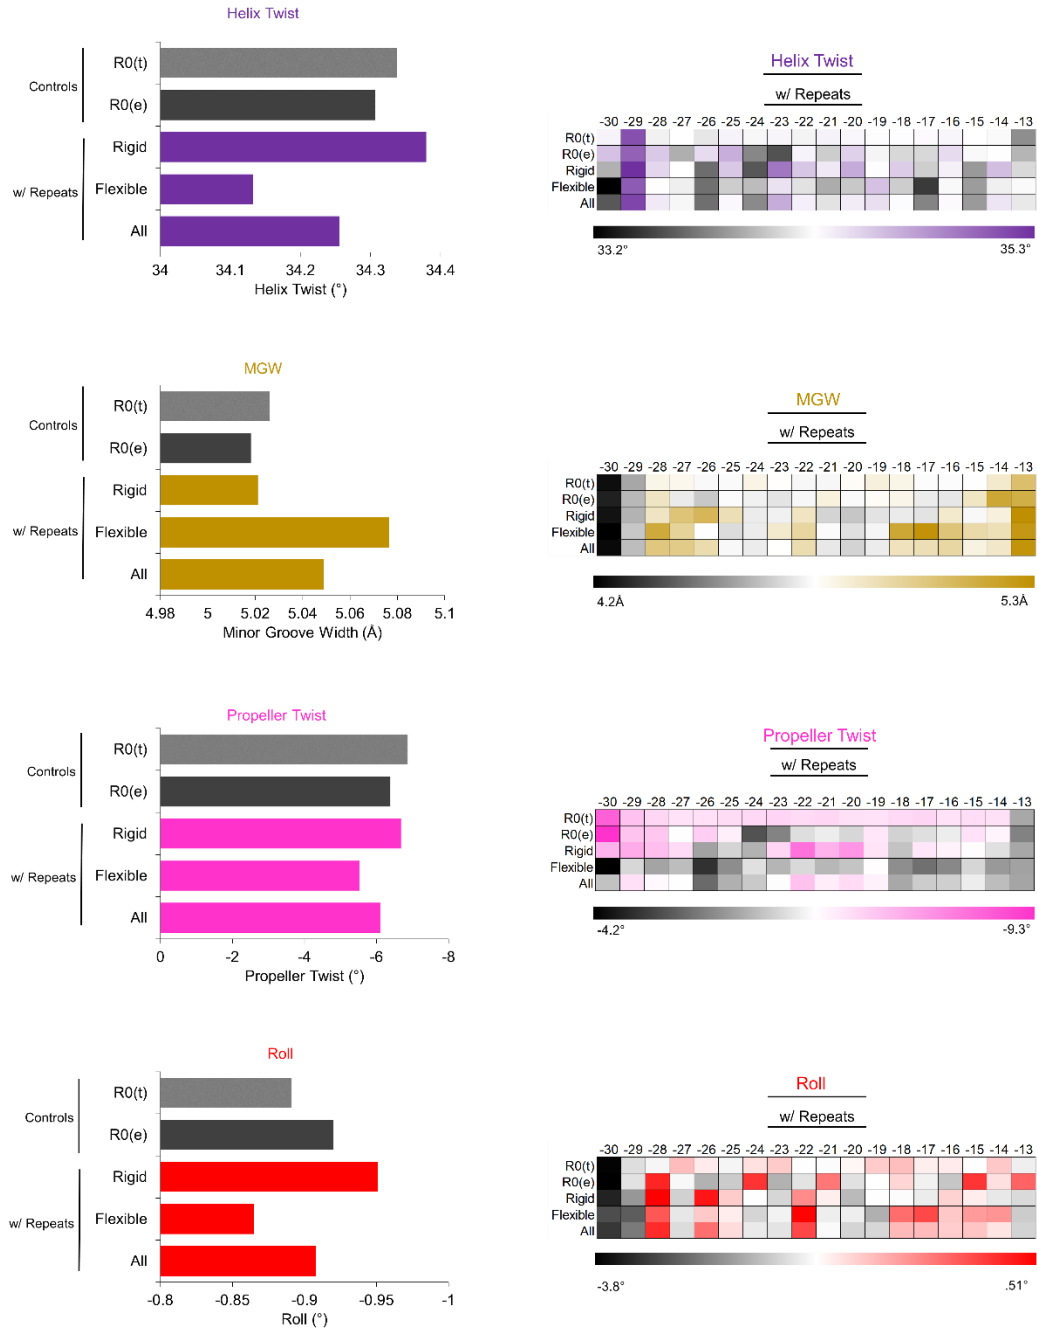 Helix Twist
Controls
R0(t)
R0(e)
w/ Repeats
Rigid
Flexible
All
34 34.1 34.2 34.3 34.4
Helix Twist (°)
Helix Twist
w/ Repeats
-30 -29 -28 -27 -26 -25 -24 -23 -22 -21 -20 -19 -18 -17 -16 -15 -14 -13
R0(t)
R0(e)
Rigid
Flexible
All
33.2° 35.3°
MGW
Controls
R0(t)
R0(e)
w/ Repeats
Rigid
Flexible
All
4.98 5 5.02 5.04 5.06 5.08 5.1
Minor Groove Width (Å)
MGW
w/ Repeats
-30 -29 -28 -27 -26 -25 -24 -23 -22 -21 -20 -19 -18 -17 -16 -15 -14 -13
R0(t)
R0(e)
Rigid
Flexible
All
4.2Å 5.3Å
Propeller Twist
Controls
R0(t)
R0(e)
w/ Repeats
Rigid
Flexible
All
0 -2 -4 -6 -8
Propeller Twist (°)
Propeller Twist
w/ Repeats
-30 -29 -28 -27 -26 -25 -24 -23 -22 -21 -20 -19 -18 -17 -16 -15 -14 -13
R0(t)
R0(e)
Rigid
Flexible
All
-4.2° -9.3°
Roll
Controls
R0(t)
R0(e)
w/ Repeats
Rigid
Flexible
All
-0.8 -0.85 -0.9 -0.95 -1
Roll (°)
Roll
w/ Repeats
-30 -29 -28 -27 -26 -25 -24 -23 -22 -21 -20 -19 -18 -17 -16 -15 -14 -13
R0(t)
R0(e)
Rigid
Flexible
All
-3.8° .51°